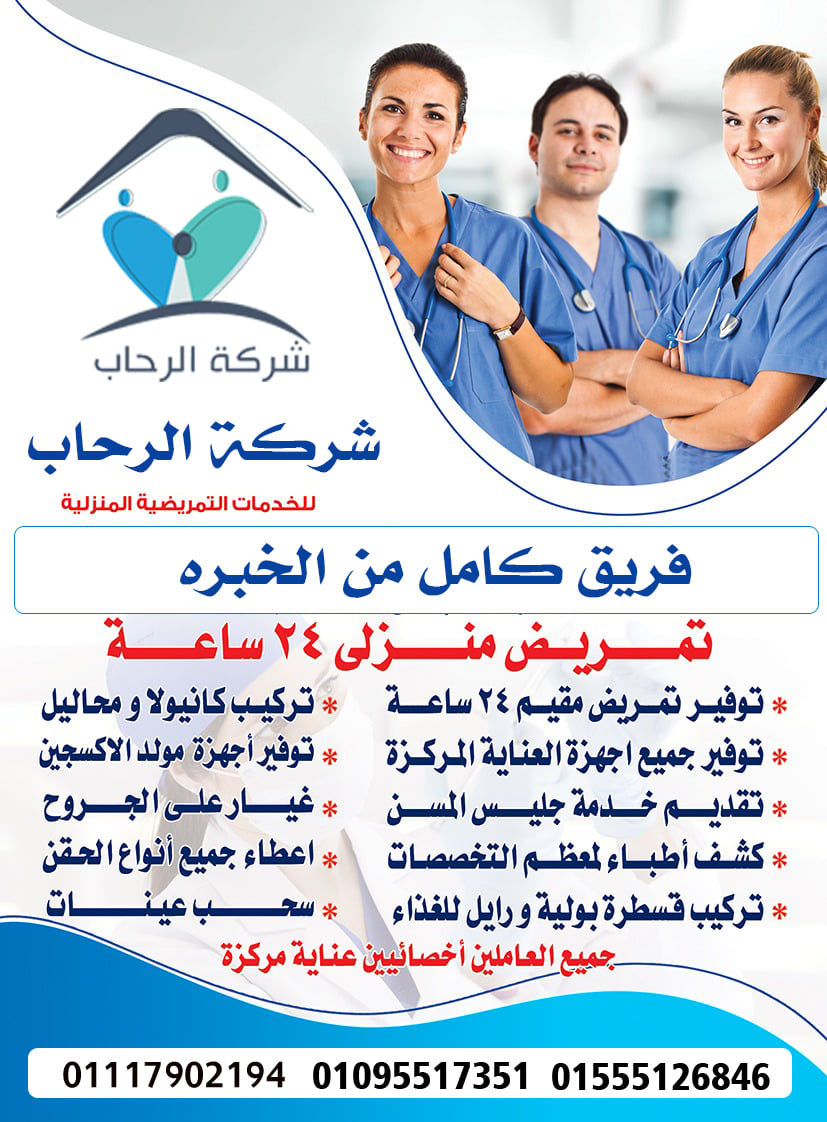 شركة الرحاب
شركة الرحاب
للخدمات التمريضية المنزلية
فريق كامل من الخبره
تمريض منزلى ٢٤ ساعة
* توفير تمريض مقيم ٢٤ ساعة
* توفير جميع اجهزة العناية المركزة
* تقديم خدمة جليس المسن
* كشف أطباء لمعظم التخصصات
* تركيب قسطرة بولية و رايل للغذاء
* تركيب كانيولا و محاليل
* توفير أجهزة مولد الاكسجين
* غيار على الجروح
* اعطاء جميع أنواع الحقن
* سحب عينات
جميع العاملين أخصائيين عناية مركزة
01117902194 01095517351 01555126846